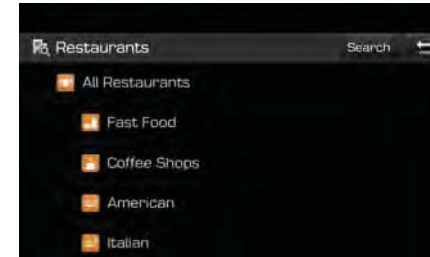 Restaurants Search
All Restaurants
Fast Food
Coffee Shops
American
Italian